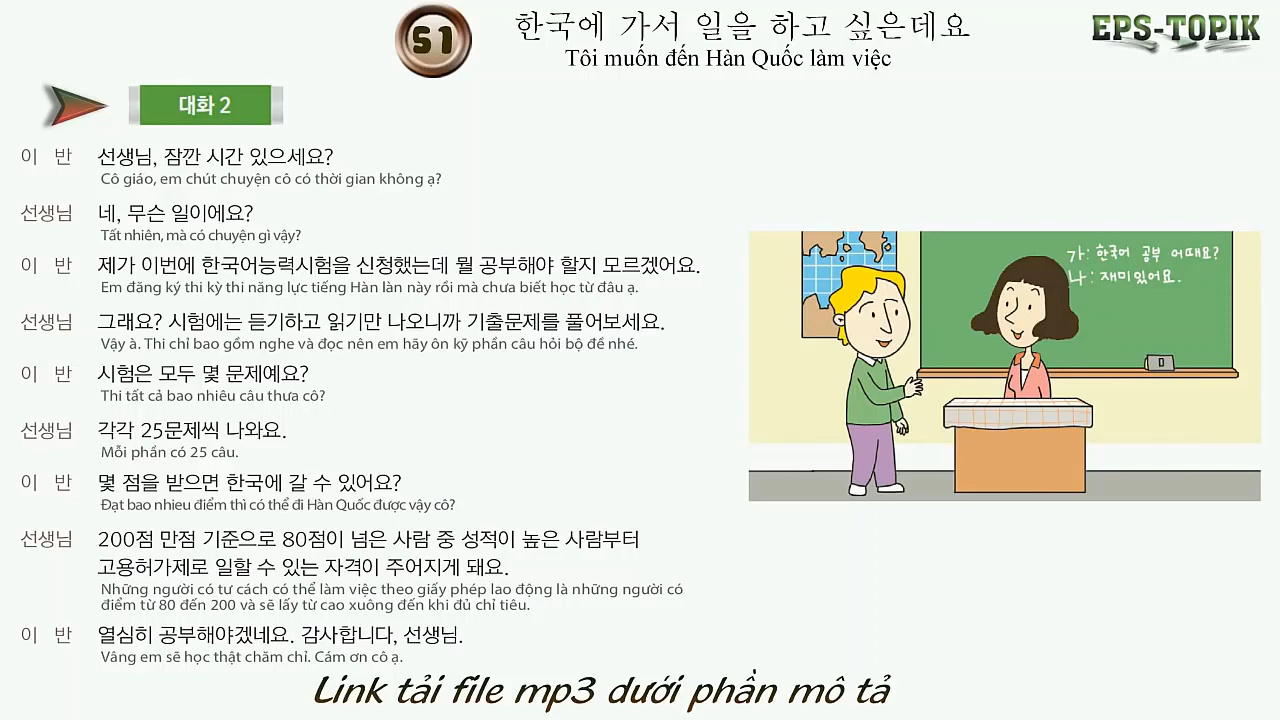 51
한국에 가서 일을 하고 싶은데요
Tôi muốn đến Hàn Quốc làm việc
EPS-TOPIK
대화 2
이 반 선생님, 잠깐 시간 있으세요?
Cô giáo, em chút chuyện cô có thời gian không ạ?
선생님 네, 무슨 일이에요?
Tất nhiên, mà có chuyện gì vậy?
이 반 제가 이번에 한국어능력시험을 신청했는데 뭘 공부해야 할지 모르겠어요.
Em đăng ký thi kỳ thi năng lực tiếng Hàn làn này rồi mà chưa biết học từ đâu ạ.
선생님 그래요? 시험에는 듣기하고 읽기만 나오니까 기출문제를 풀어보세요.
Vậy à. Thi chỉ bao gồm nghe và đọc nên em hãy ôn kỹ phần câu hỏi bộ đề nhé.
이 반 시험은 모두 몇 문제예요?
Thi tất cả bao nhiêu câu thưa cô?
선생님 각각 25문제씩 나와요.
Mỗi phần có 25 câu.
이 반 몇 점을 받으면 한국에 갈 수 있어요?
Đạt bao nhieu điểm thì có thể đi Hàn Quốc được vậy cô?
선생님 200점 만점 기준으로 80점이 넘은 사람 중 성적이 높은 사람부터
고용허가제로 일할 수 있는 자격이 주어지게 돼요.
Những người có tư cách có thể làm việc theo giấy phép lao động là những người có
điểm từ 80 đến 200 và sẽ lấy từ cao xuông đến khi đủ chỉ tiêu.
이 반 열심히 공부해야겠네요. 감사합니다, 선생님.
Vâng em sẽ học thật chăm chỉ. Cám ơn cô ạ.
가: 한국어 공부 어때요?
나: 재미있어요.
Link tải file mp3 dưới phần mô tả